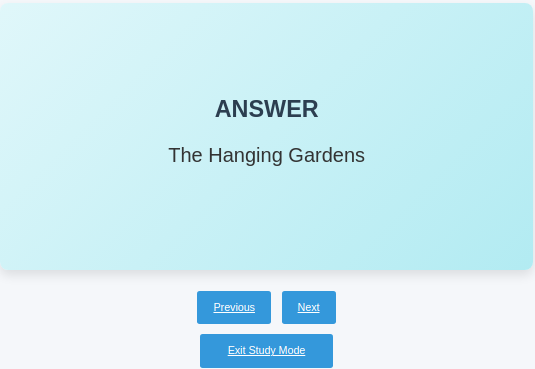 ANSWER
The Hanging Gardens
Previous
Next
Exit Study Mode